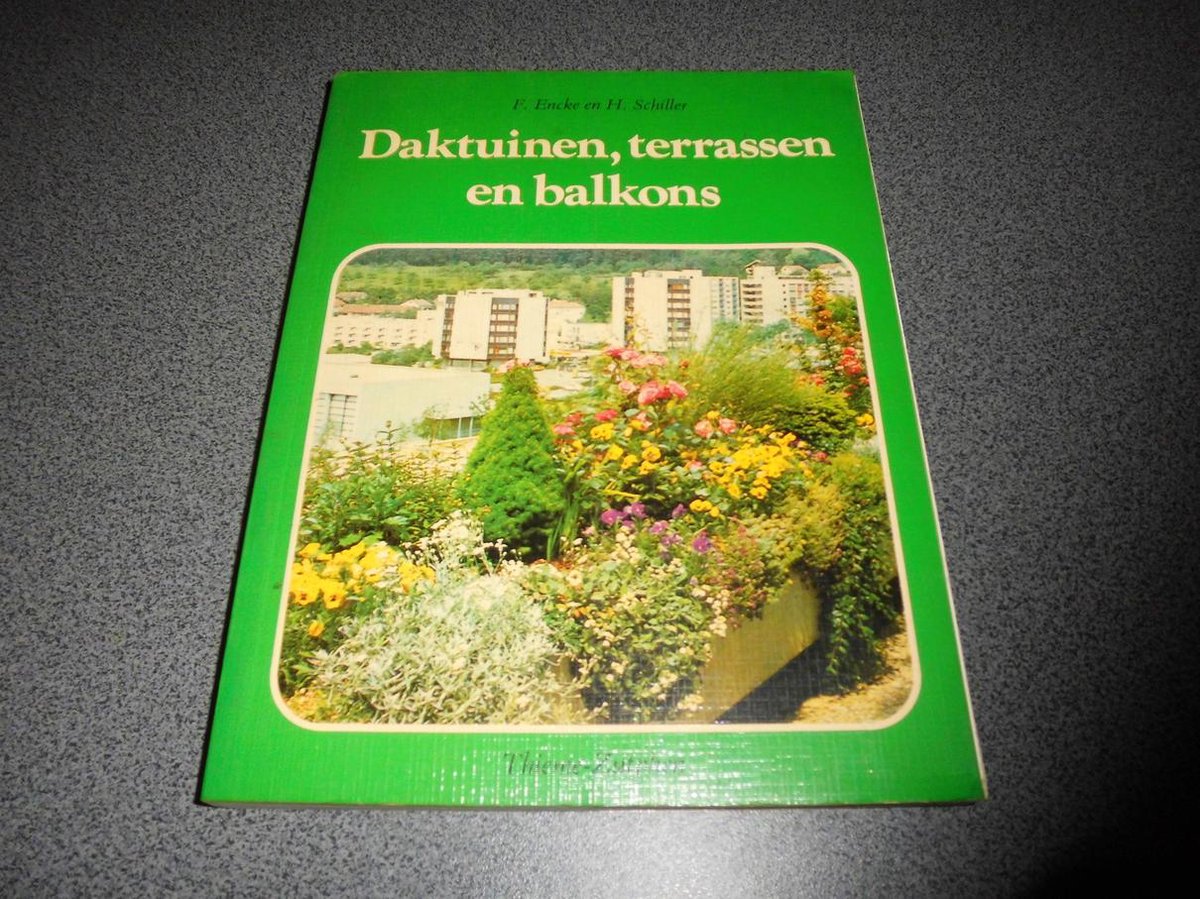 F. Encke en H. Schiller
Daktuinen, terrassen
en balkons
Thieme-Zutphen